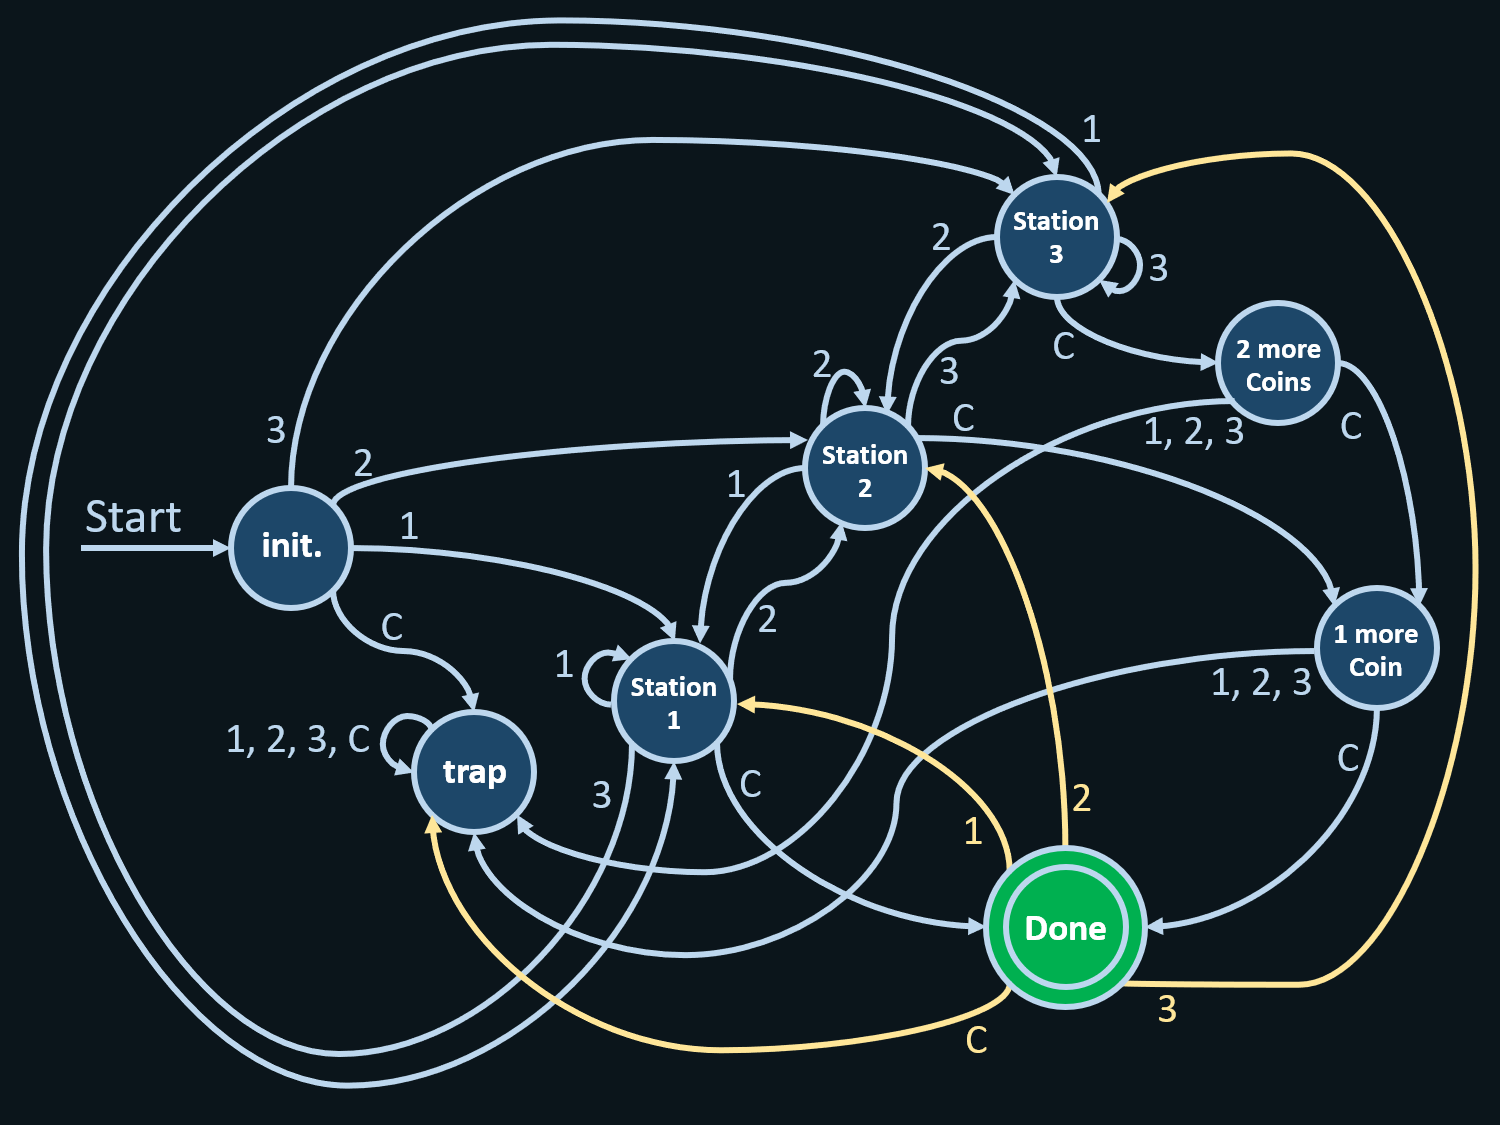 1
Station
3
2
3
C
2 more
Coins
2
3
C
1, 2, 3
C
3
2
Station
2
1
Start
init.
1
C
2
1
Station
1
1 more
Coin
1, 2, 3
1, 2, 3, C
trap
3
C
C
1
2
Done
3
C